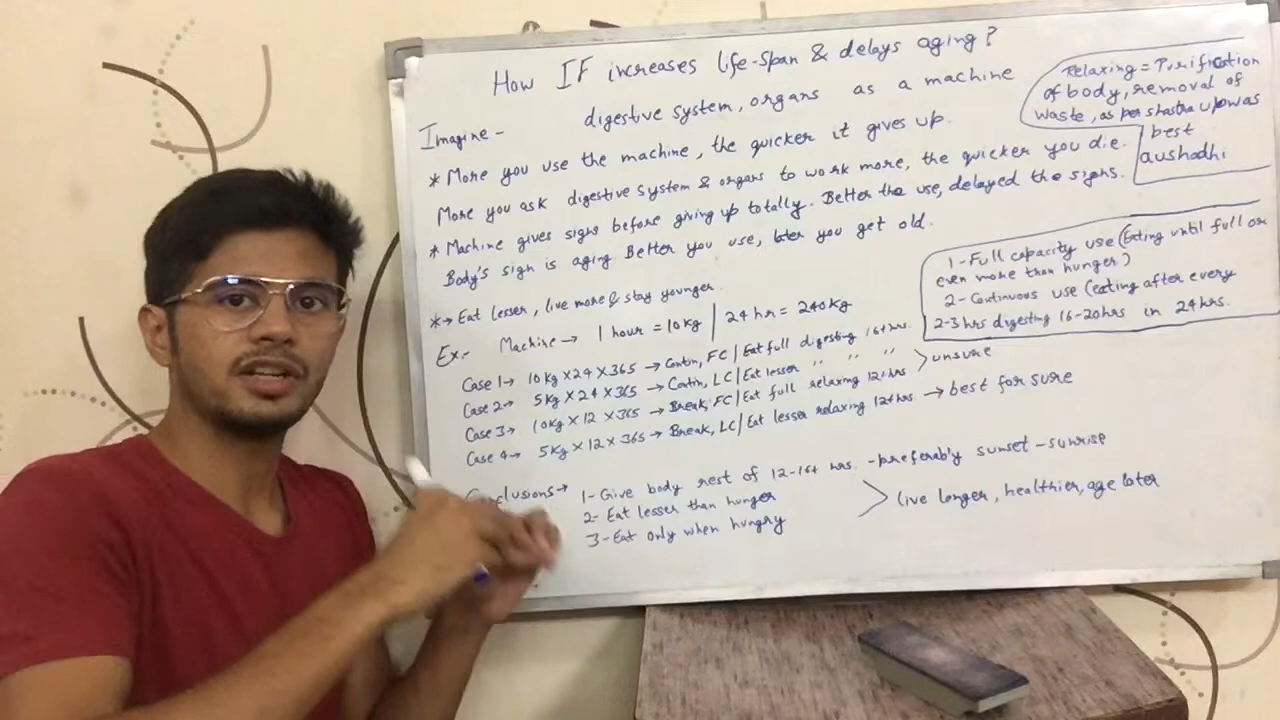 How IF increases life-span & delays aging?
Imagine - digestive system, organs as a machine
* More you use the machine, the quicker it gives up.
More you ask digestive system & organs to work more, the quicker you die.
* Machine gives signs before giving up totally. Better the use, delayed the signs.
Body's sign is aging Better you use, later you get old.
*→ Eat lesser, live more & stay younger.
Ex:- Machine → 1 hour = 10kg | 24 hr = 240kg
Case 1→ 10kg x 24 x 365 → Contin, FC / Eat full digesting 16+ hrs.
Case 2→ 5kg x 24 x 365 → Contin, LC / Eat lesser " " "
Case 3→ 10kg x 12 x 365 → Break, FC / Eat full relaxing 12+ hrs
> unsure
Case 4→ 5kg x 12 x 365 → Break, LC / Eat lesser relaxing 12+ hrs → best for sure
Conclusions → 1- Give body rest of 12-16+ hrs. - preferably sunset - sunrise
2- Eat lesser than hunger
3- Eat only when hungry
> live longer, healthier, age later
Relaxing = Purification
of body, removal of
waste, as per shastra upwas
best
aushadhi
1- Full capacity use (Eating until full or
even more than hunger)
2- Continuous use (eating after every
2-3 hrs digesting 16-20 hrs in 24 hrs.